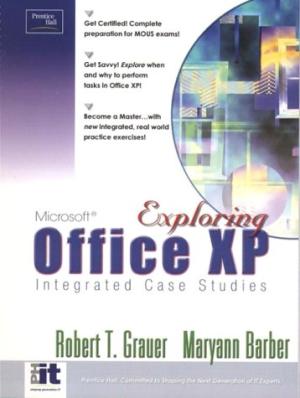 Prentice
Hall
Get Certified! Complete
preparation for MOUS exams!
Get Savvy! Explore when
and why to perform
tasks in Office XP!
Become a Master...with
new integrated, real world
practice exercises!
Microsoft®
Exploring
Office XP
Integrated Case Studies
Robert T. Grauer Maryann Barber
PH
it
Prentice Hall. Committed to Shaping the Next Generation of IT Experts.